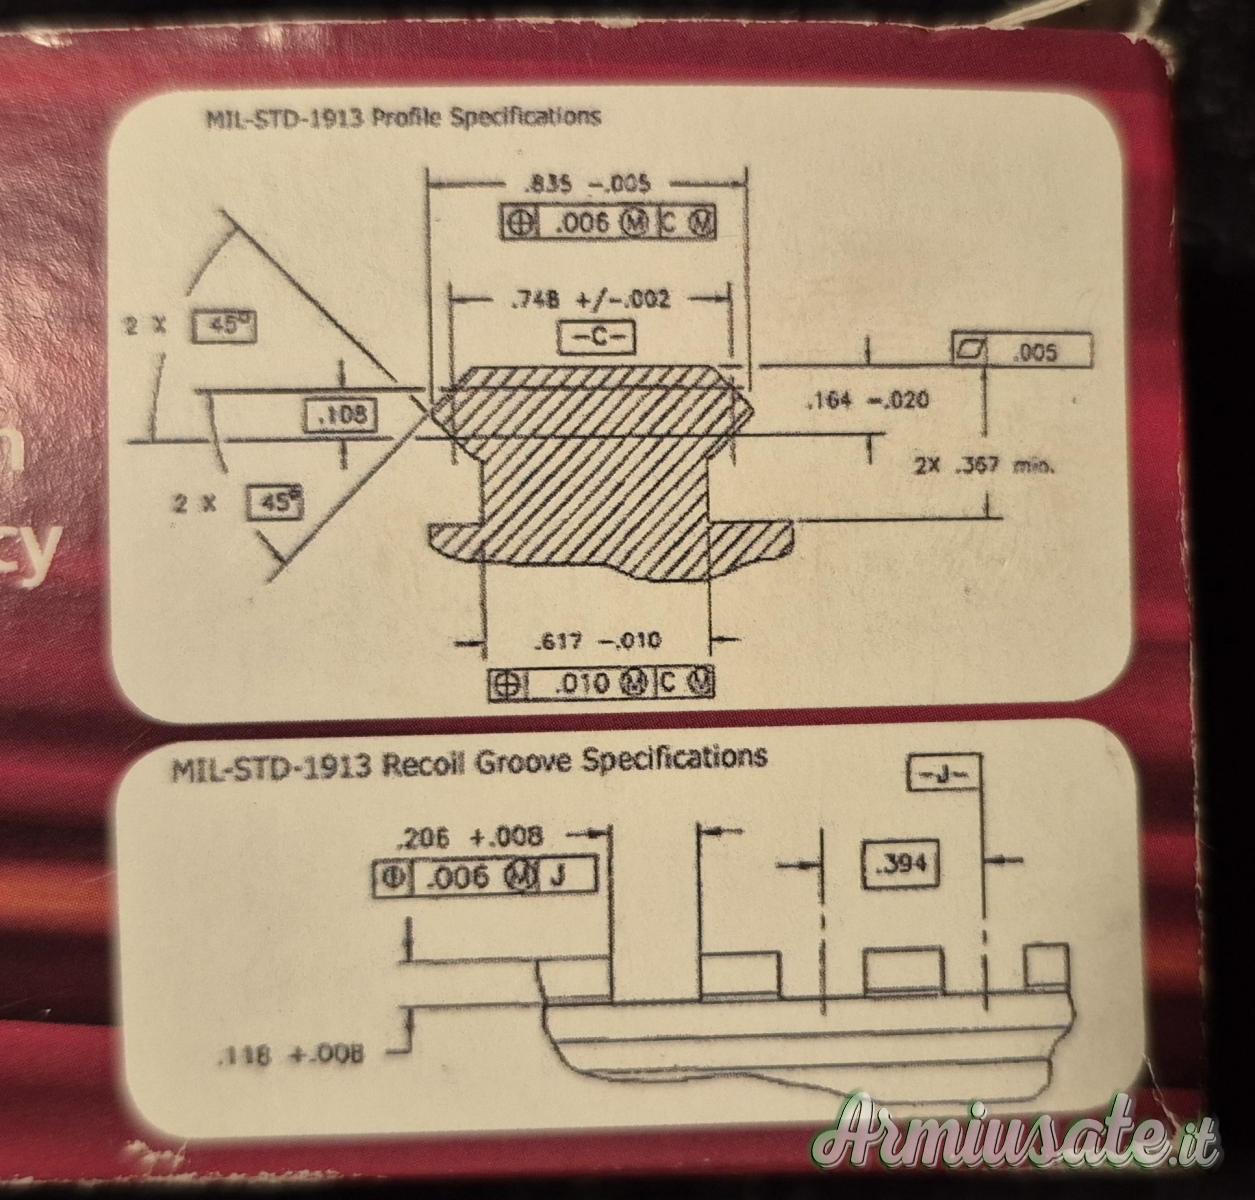 MIL-STD-1913 Profile Specifications
.835 -.005
.006 Ⓜ C Ⓜ
.748 +/-.002
-C-
2 X 45°
.005
.108
.164 -.020
2X .367 min.
n
2 X 45°
cy
.617 -.010
.010 Ⓜ C Ⓜ
MIL-STD-1913 Recoil Groove Specifications
-J-
.206 +.008
.394
.006 Ⓜ J
.118 +.008
Armiusate.it